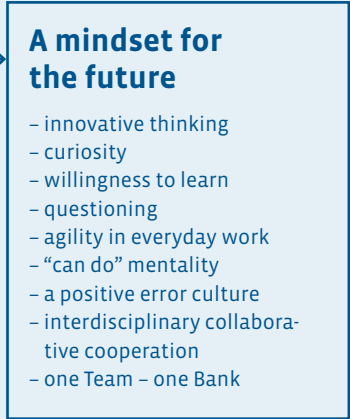 A mindset for
the future
– innovative thinking
– curiosity
– willingness to learn
– questioning
– agility in everyday work
– “can do” mentality
– a positive error culture
– interdisciplinary collabora-
tive cooperation
– one Team – one Bank